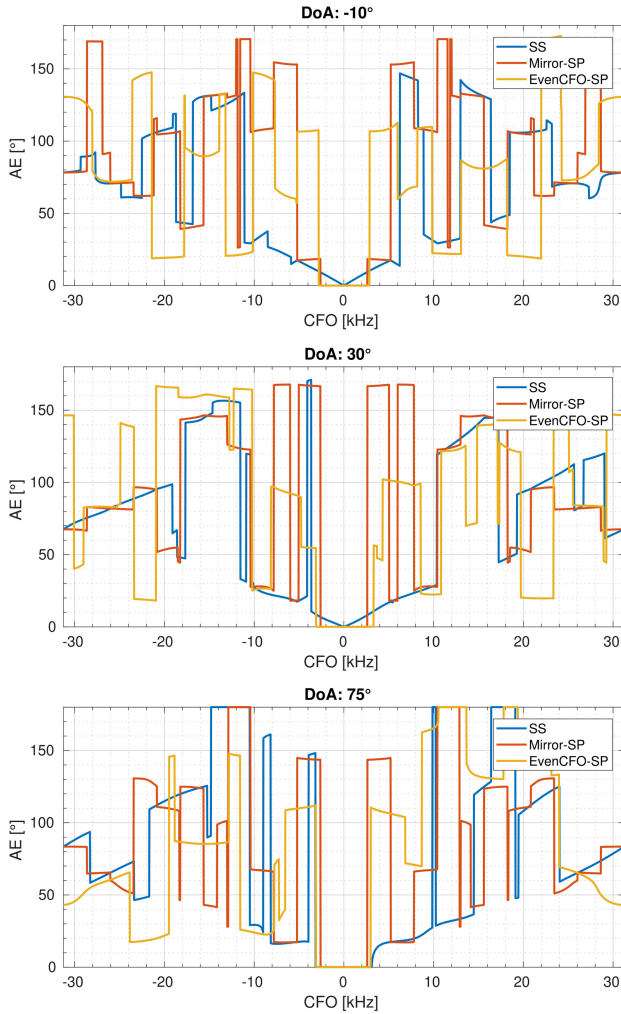 DoA: -10°
AE [°]
150
100
50
0
SS
Mirror-SP
EvenCFO-SP
-30 -20 -10 0 10 20 30
CFO [kHz]
DoA: 30°
AE [°]
150
100
50
0
SS
Mirror-SP
EvenCFO-SP
-30 -20 -10 0 10 20 30
CFO [kHz]
DoA: 75°
AE [°]
150
100
50
0
SS
Mirror-SP
EvenCFO-SP
-30 -20 -10 0 10 20 30
CFO [kHz]